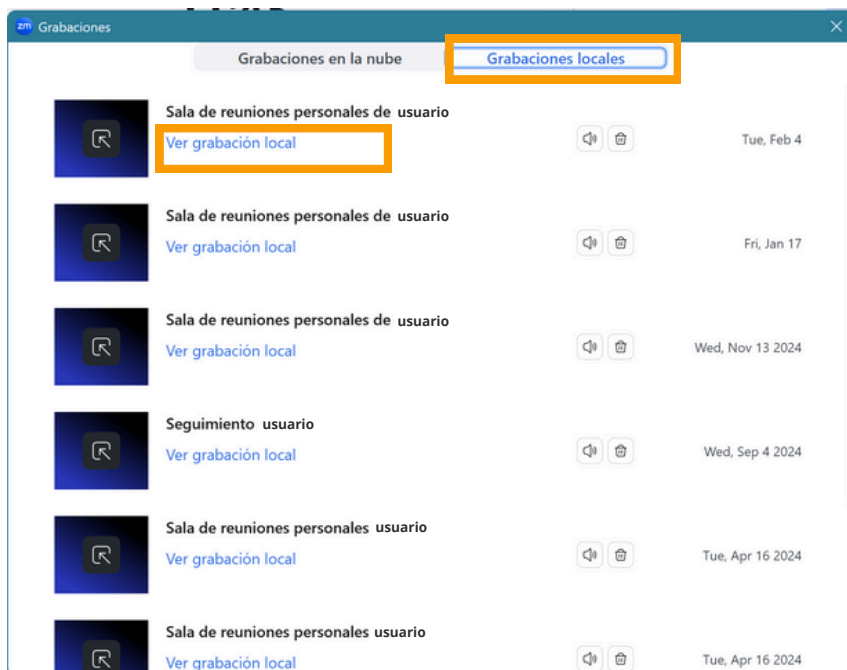 zm Grabaciones
Grabaciones en la nube Grabaciones locales
Sala de reuniones personales de usuario
Ver grabación local
Tue, Feb 4
Sala de reuniones personales de usuario
Ver grabación local
Fri, Jan 17
Sala de reuniones personales de usuario
Ver grabación local
Wed, Nov 13 2024
Seguimiento usuario
Ver grabación local
Wed, Sep 4 2024
Sala de reuniones personales usuario
Ver grabación local
Tue, Apr 16 2024
Sala de reuniones personales usuario
Ver grabación local
Tue, Apr 16 2024